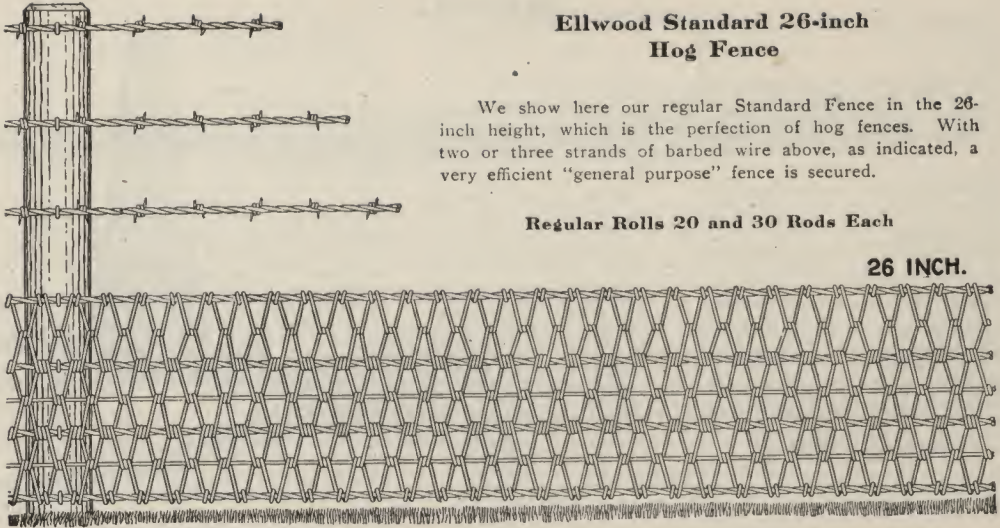 Ellwood Standard 26-inch
Hog Fence
We show here our regular Standard Fence in the 26-
inch height, which is the perfection of hog fences. With
two or three strands of barbed wire above, as indicated, a
very efficient “general purpose” fence is secured.
Regular Rolls 20 and 30 Rods Each
26 INCH.